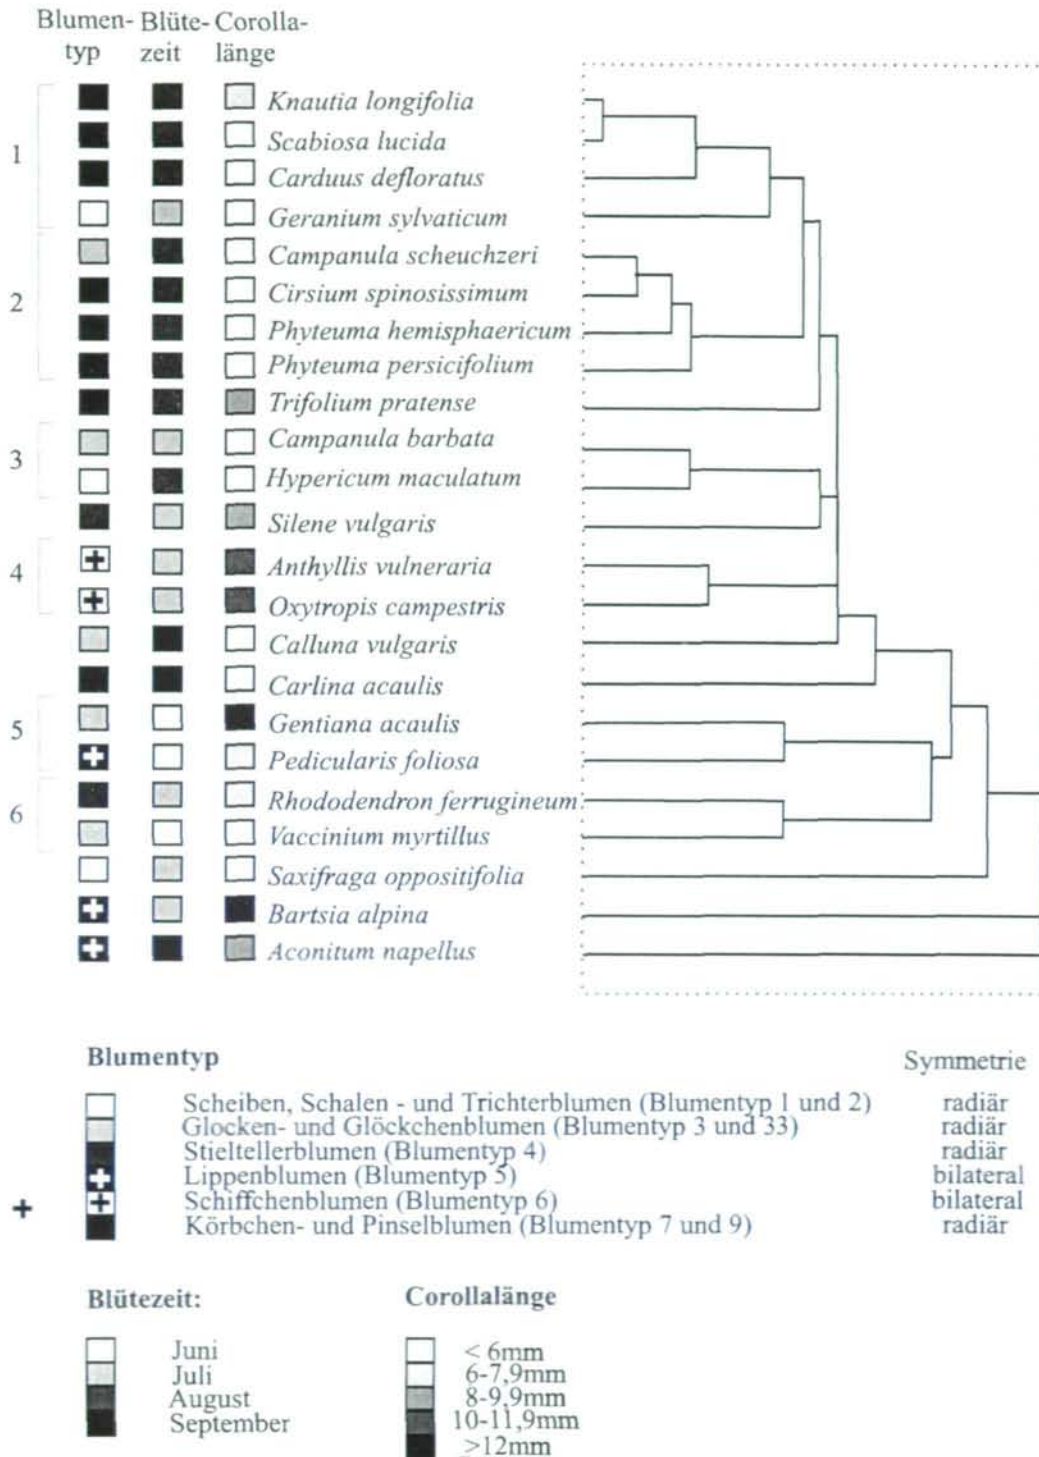 Blumen- Blüte- Corolla-
typ zeit länge
Knautia longifolia
Scabiosa lucida
1
Carduus defloratus
Geranium sylvaticum
Campanula scheuchzeri
Cirsium spinosissimum
2
Phyteuma hemisphaericum
Phyteuma persicifolium
Trifolium pratense
Campanula barbata
3
Hypericum maculatum
Silene vulgaris
Anthyllis vulneraria
4
Oxytropis campestris
Calluna vulgaris
Carlina acaulis
Gentiana acaulis
5
Pedicularis foliosa
Rhododendron ferrugineum
6
Vaccinium myrtillus
Saxifraga oppositifolia
Bartsia alpina
Aconitum napellus
Blumentyp Symmetrie
Scheiben, Schalen - und Trichterblumen (Blumentyp 1 und 2) radiär
Glocken- und Glöckchenblumen (Blumentyp 3 und 33) radiär
Stieltellerblumen (Blumentyp 4) radiär
Lippenblumen (Blumentyp 5) bilateral
+ Schiffchenblumen (Blumentyp 6) bilateral
Körbchen- und Pinselblumen (Blumentyp 7 und 9) radiär
Blütezeit: Corollalänge
Juni < 6mm
Juli 6-7,9mm
August 8-9,9mm
September 10-11,9mm
>12mm